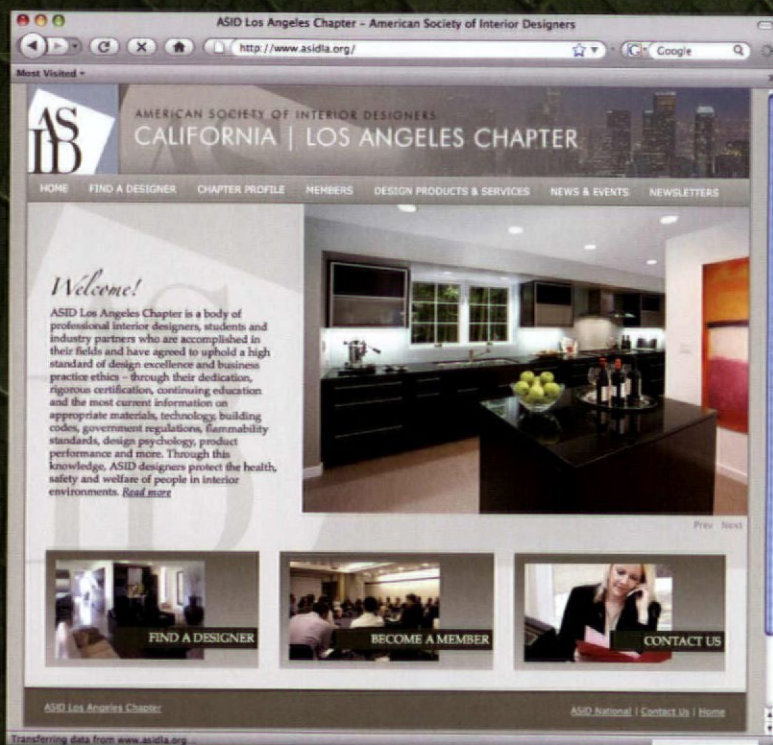 ASID Los Angeles Chapter – American Society of Interior Designers
http://www.asidla.org/
Google
Most Visited
ASID
AMERICAN SOCIETY OF INTERIOR DESIGNERS
CALIFORNIA | LOS ANGELES CHAPTER
HOME FIND A DESIGNER CHAPTER PROFILE MEMBERS DESIGN PRODUCTS & SERVICES NEWS & EVENTS NEWSLETTERS
Welcome!
ASID Los Angeles Chapter is a body of
professional interior designers, students and
industry partners who are accomplished in
their fields and have agreed to uphold a high
standard of design excellence and business
practice ethics – through their dedication,
rigorous certification, continuing education
and the most current information on
appropriate materials, technology, building
codes, government regulations, flammability
standards, design psychology, product
performance and more. Through this
knowledge, ASID designers protect the health,
safety and welfare of people in interior
environments. Read more
Prev Next
FIND A DESIGNER
BECOME A MEMBER
CONTACT US
ASID Los Angeles Chapter
ASID National | Contact Us | Home
Transferring data from www.asidla.org...